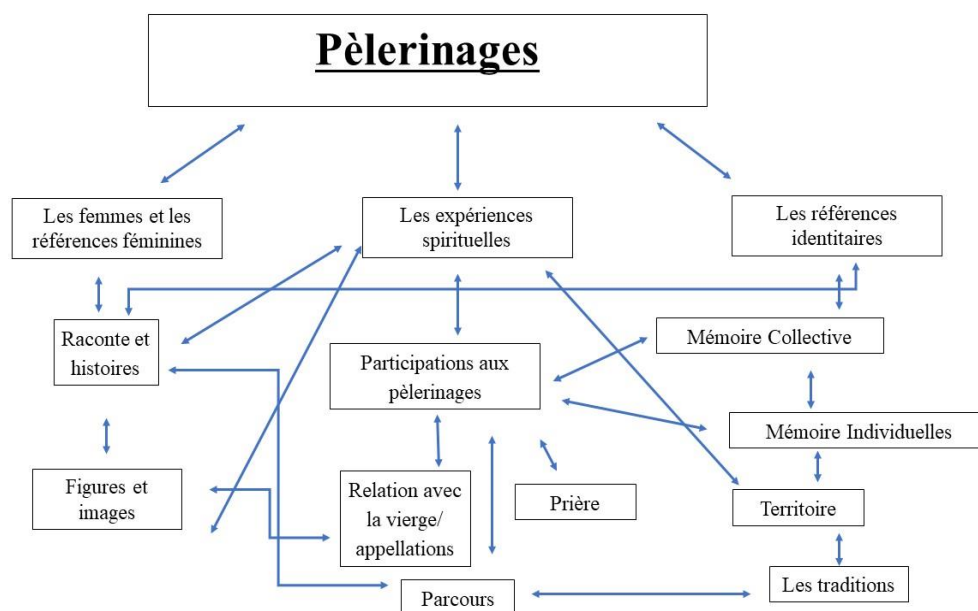 Pèlerinages
Les femmes et les
références féminines
Les expériences
spirituelles
Les références
identitaires
Raconte et
histoires
Participations aux
pèlerinages
Mémoire Collective
Mémoire Individuelles
Figures et
images
Relation avec
la vierge/
appellations
Prière
Territoire
Parcours
Les traditions